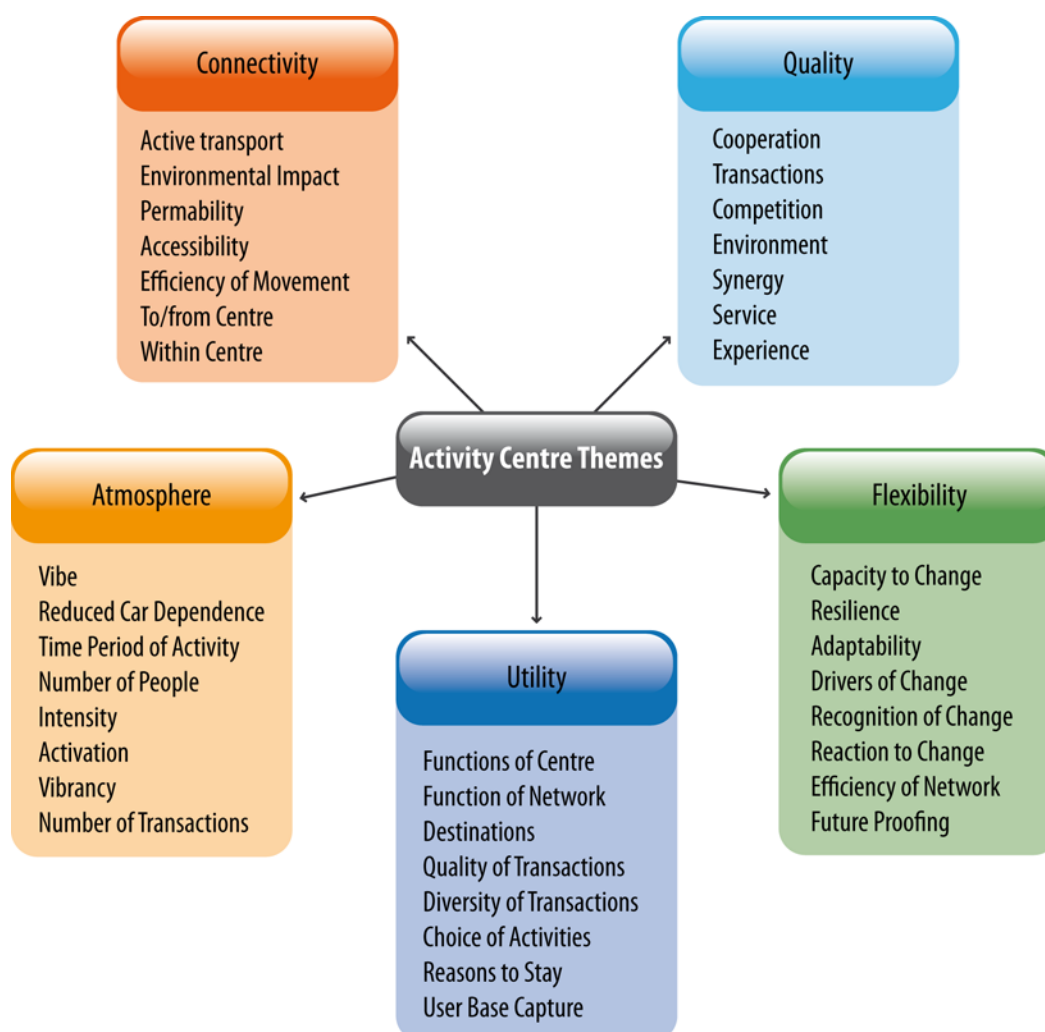 Connectivity
Active transport
Environmental Impact
Permability
Accessibility
Efficiency of Movement
To/from Centre
Within Centre
Quality
Cooperation
Transactions
Competition
Environment
Synergy
Service
Experience
Activity Centre Themes
Atmosphere
Vibe
Reduced Car Dependence
Time Period of Activity
Number of People
Intensity
Activation
Vibrancy
Number of Transactions
Utility
Functions of Centre
Function of Network
Destinations
Quality of Transactions
Diversity of Transactions
Choice of Activities
Reasons to Stay
User Base Capture
Flexibility
Capacity to Change
Resilience
Adaptability
Drivers of Change
Recognition of Change
Reaction to Change
Efficiency of Network
Future Proofing